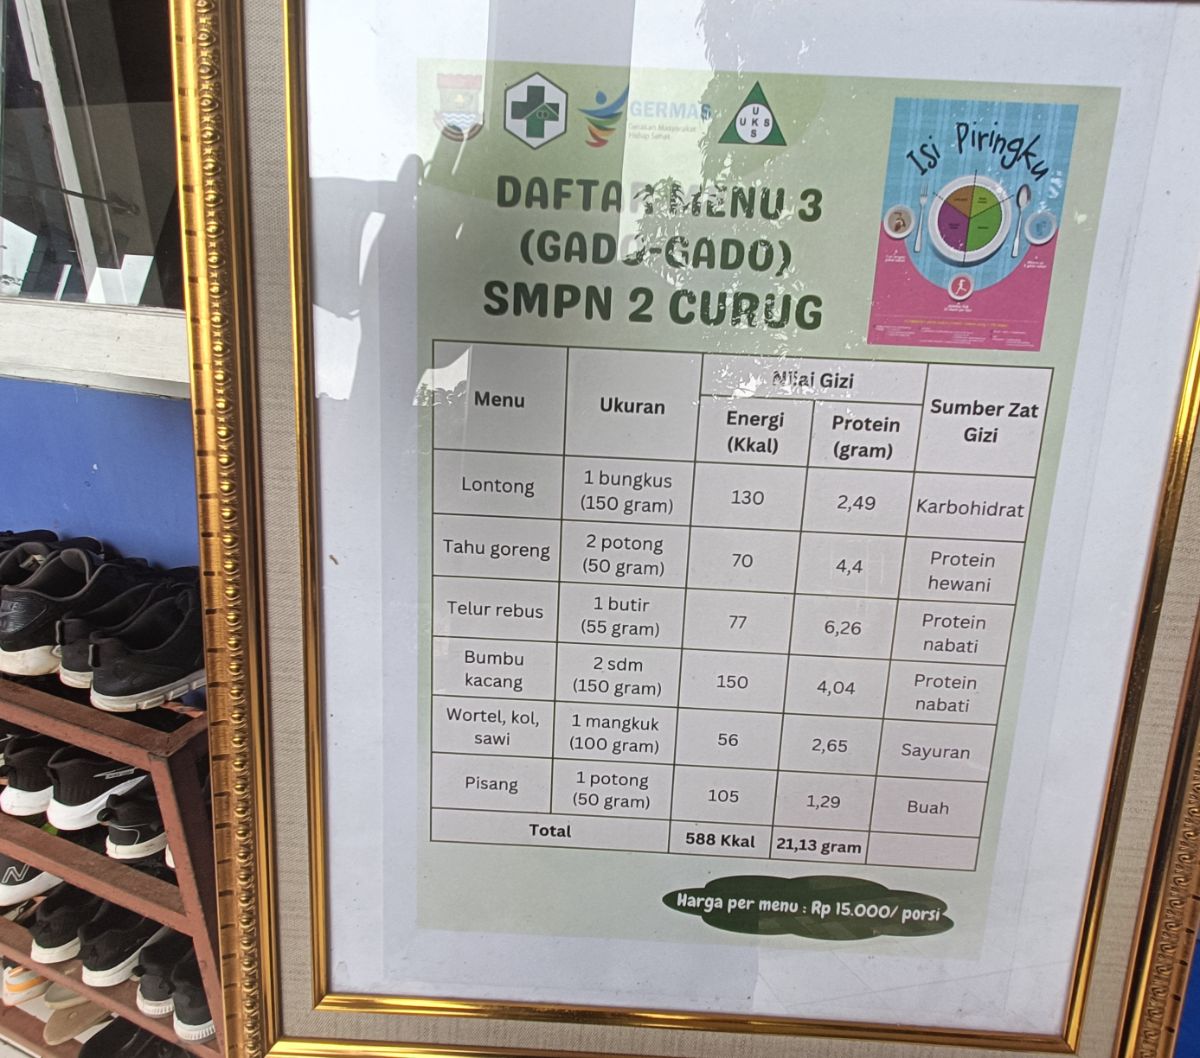 GERMAS
Gerakan Masyarakat
Hidup Sehat
U
U K S
S
Isi Piringku
DAFTAR MENU 3
(GADO-GADO)
SMPN 2 CURUG
Menu
Ukuran
Nilai Gizi
Energi
(Kkal)
Protein
(gram)
Sumber Zat
Gizi
Lontong
1 bungkus
(150 gram)
130
2,49
Karbohidrat
Tahu goreng
2 potong
(50 gram)
70
4,4
Protein
hewani
Telur rebus
1 butir
(55 gram)
77
6,26
Protein
nabati
Bumbu
kacang
2 sdm
(150 gram)
150
4,04
Protein
nabati
Wortel, kol,
sawi
1 mangkuk
(100 gram)
56
2,65
Sayuran
Pisang
1 potong
(50 gram)
105
1,29
Buah
Total
588 Kkal
21,13 gram
Harga per menu : Rp 15.000/ porsi